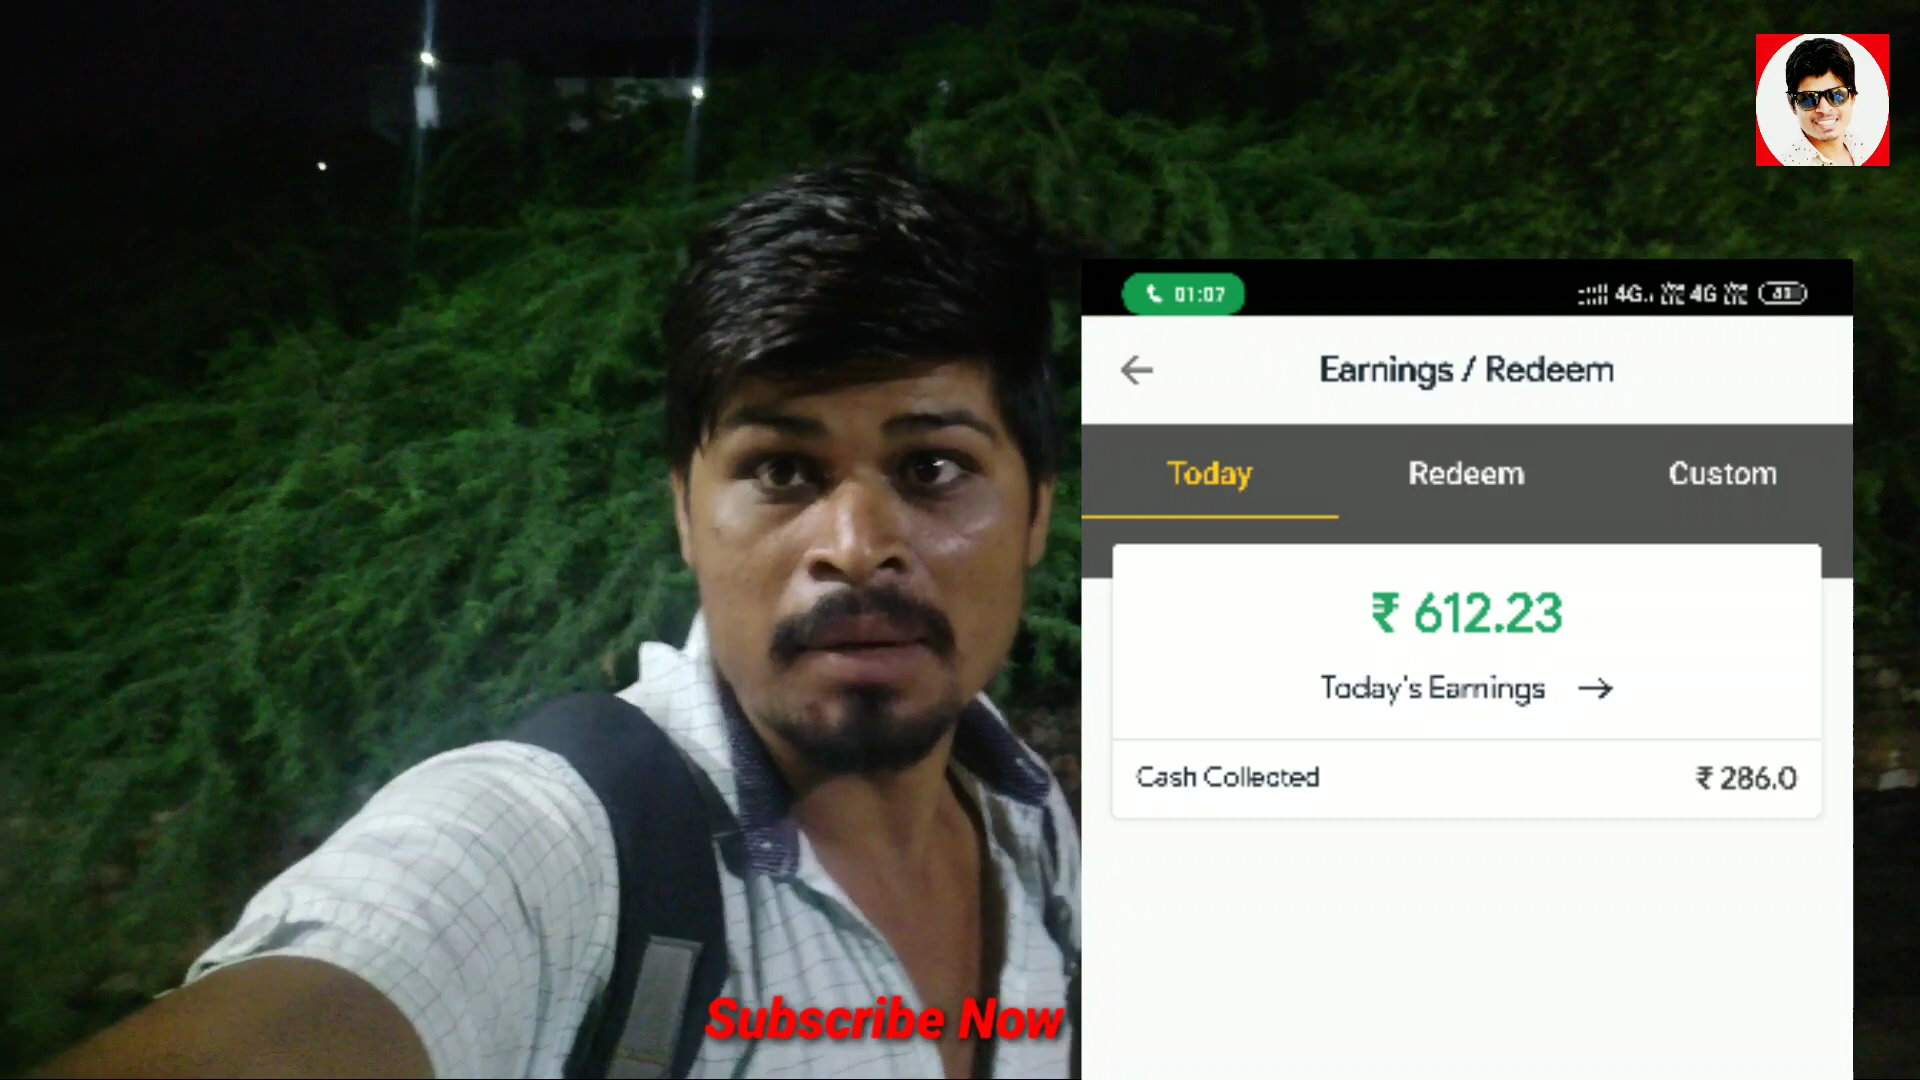 01:07
4G 4G
Earnings / Redeem
Today Redeem Custom
₹ 612.23
Today's Earnings →
Cash Collected ₹ 286.0
Subscribe Now